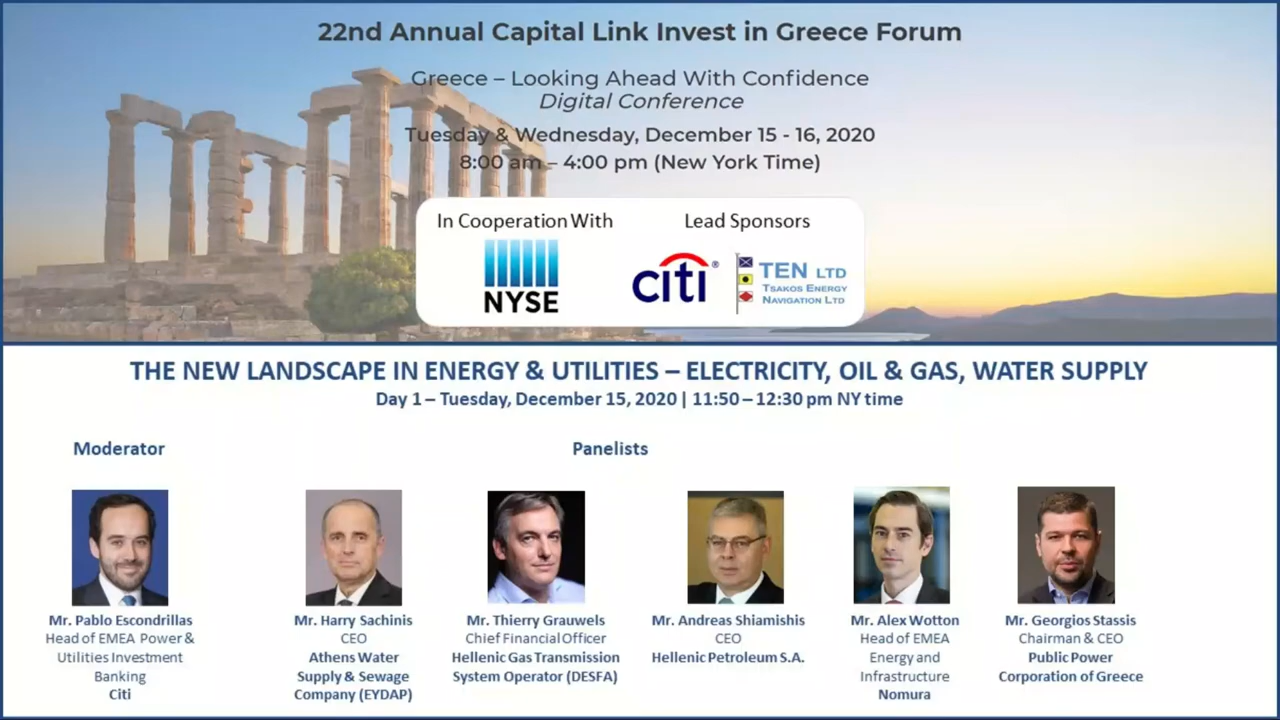 22nd Annual Capital Link Invest in Greece Forum
Greece – Looking Ahead With Confidence
Digital Conference
Tuesday & Wednesday, December 15 - 16, 2020
8:00 am – 4:00 pm (New York Time)
In Cooperation With
Lead Sponsors
NYSE
citi®
TEN LTD
TSAKOS ENERGY
NAVIGATION LTD
THE NEW LANDSCAPE IN ENERGY & UTILITIES – ELECTRICITY, OIL & GAS, WATER SUPPLY
Day 1 – Tuesday, December 15, 2020 | 11:50 – 12:30 pm NY time
Moderator
Panelists
Mr. Pablo Escondrillas
Head of EMEA Power &
Utilities Investment
Banking
Citi
Mr. Harry Sachinis
CEO
Athens Water
Supply & Sewage
Company (EYDAP)
Mr. Thierry Grauwels
Chief Financial Officer
Hellenic Gas Transmission
System Operator (DESFA)
Mr. Andreas Shiamishis
CEO
Hellenic Petroleum S.A.
Mr. Alex Wotton
Head of EMEA
Energy and
Infrastructure
Nomura
Mr. Georgios Stassis
Chairman & CEO
Public Power
Corporation of Greece